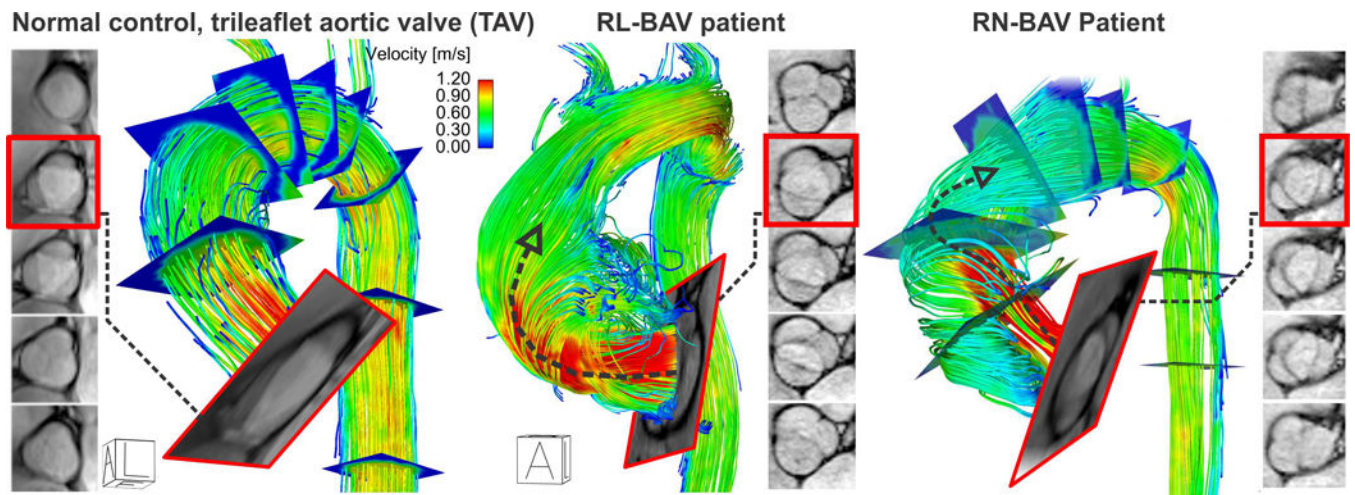 Normal control, trileaflet aortic valve (TAV)
RL-BAV patient
RN-BAV Patient
Velocity [m/s]
1.20
0.90
0.60
0.30
0.00
A L
A